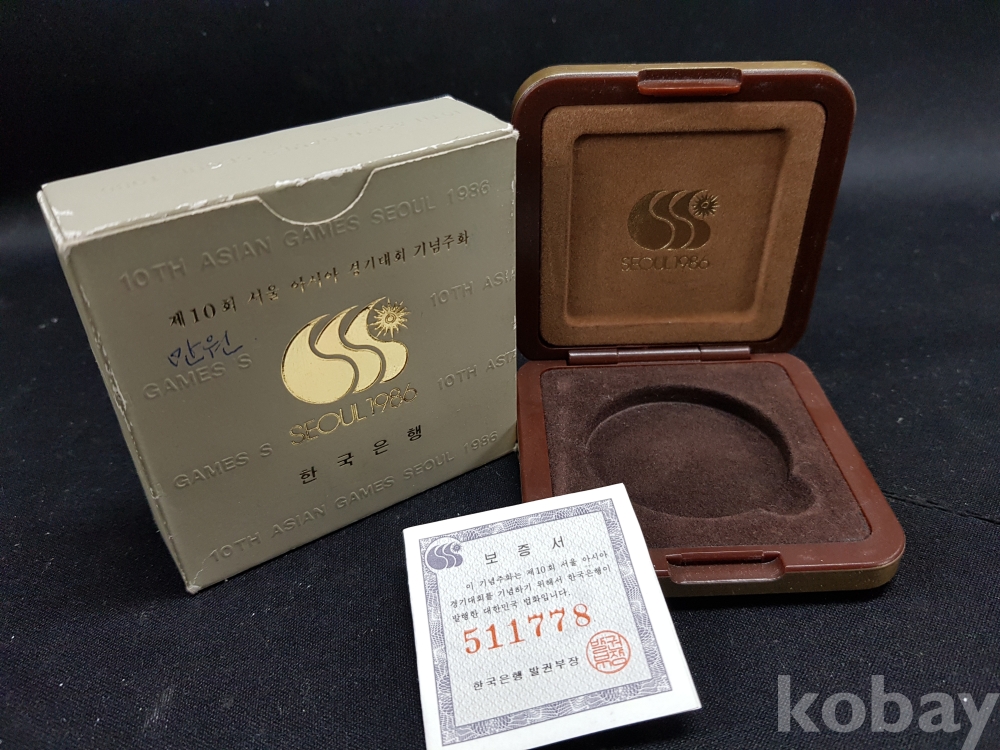 10TH ASIAN GAMES SEOUL 1986
제10회 서울 아시아 경기대회 기념주화
만원
10TH ASIAN
GAMES S
10TH ASIA
SEOUL 1986
GAMES S
한국은행
10TH ASIAN GAMES SEOUL 1986
SEOUL 1986
보증서
이 기념주화는 제10회 서울 아시아
경기대회를 기념하기 위해서 한국은행이
발행한 대한민국 법화입니다.
511778
한국은행 발권부장
발권
부장
kobay